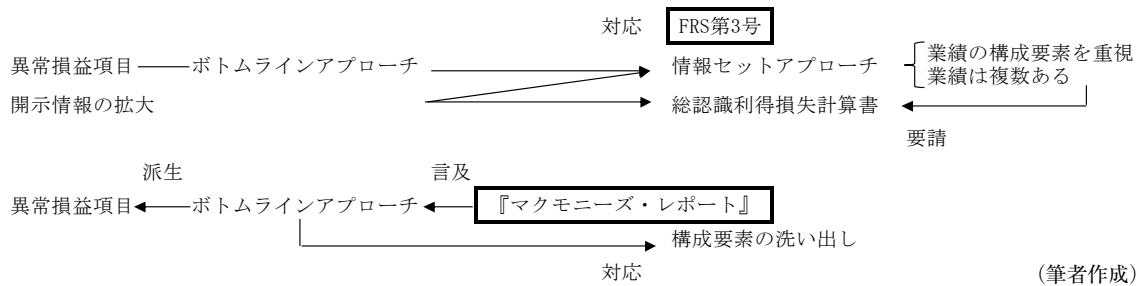 対応 FRS第3号
異常損益項目 ボトムラインアプローチ 情報セットアプローチ 業績の構成要素を重視
業績は複数ある
開示情報の拡大 総認識利得損失計算書
要請
派生 言及
異常損益項目 ボトムラインアプローチ 『マクモニーズ・レポート』
構成要素の洗い出し
対応 (筆者作成)